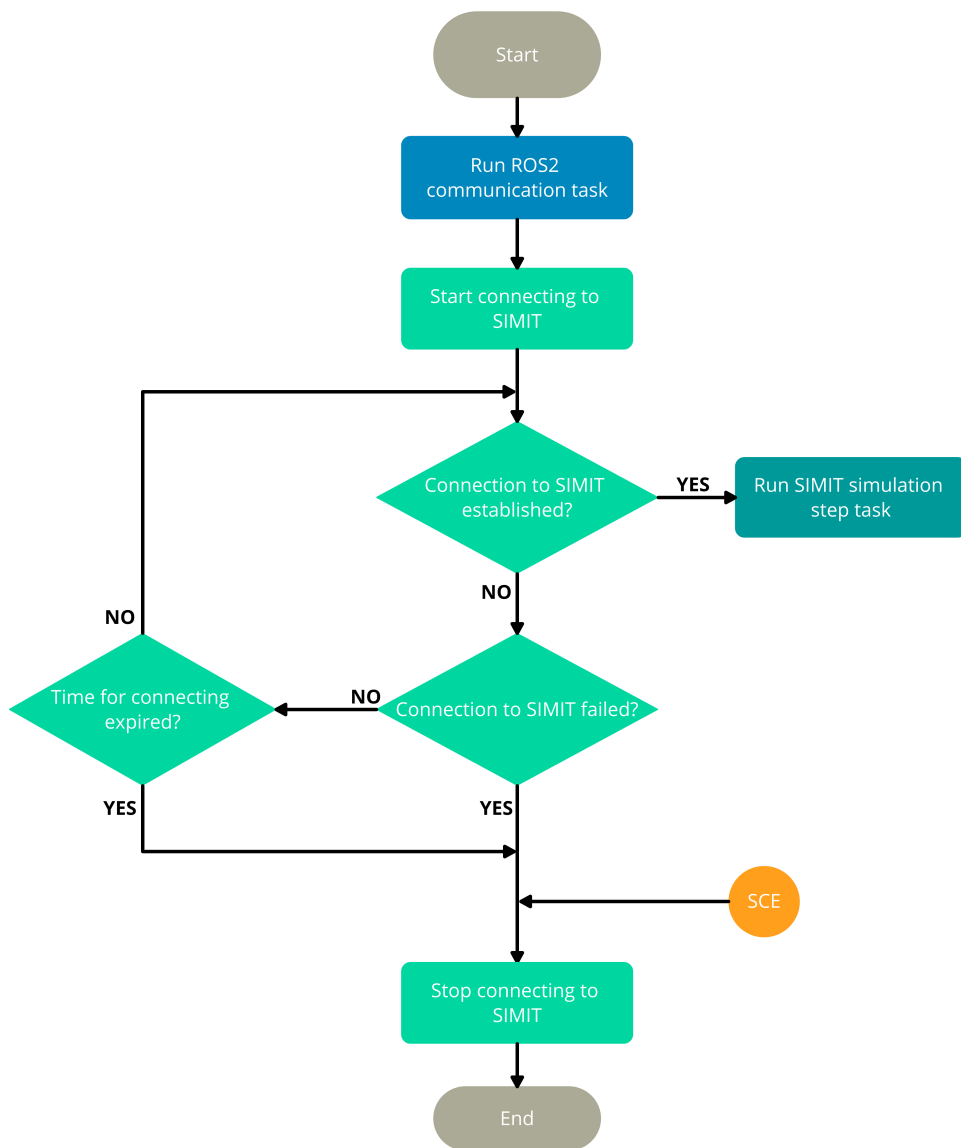 Start
Run ROS2
communication task
Start connecting to
SIMIT
Connection to SIMIT
established?
YES
Run SIMIT simulation
step task
NO
NO
Time for connecting
expired?
NO
Connection to SIMIT failed?
YES
YES
SCE
Stop connecting to
SIMIT
End